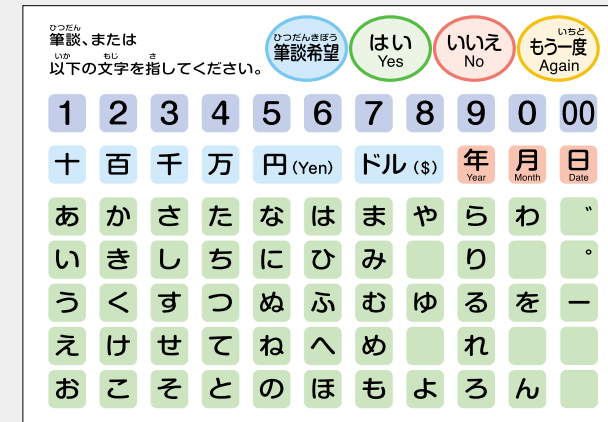 ひつだん
筆談、または
いか もじ さ
以下の文字を指してください。
ひつだんきぼう
筆談希望
はい
Yes
いいえ
No
いちど
もう一度
Again
1 2 3 4 5 6 7 8 9 0 00
十 百 千 万 円(Yen) ドル($) 年 月 日
Year Month Date
あ か さ た な は ま や ら わ ゛
い き し ち に ひ み り ゜
う く す つ ぬ ふ む ゆ る を ー
え け せ て ね へ め れ
お こ そ と の ほ も よ ろ ん